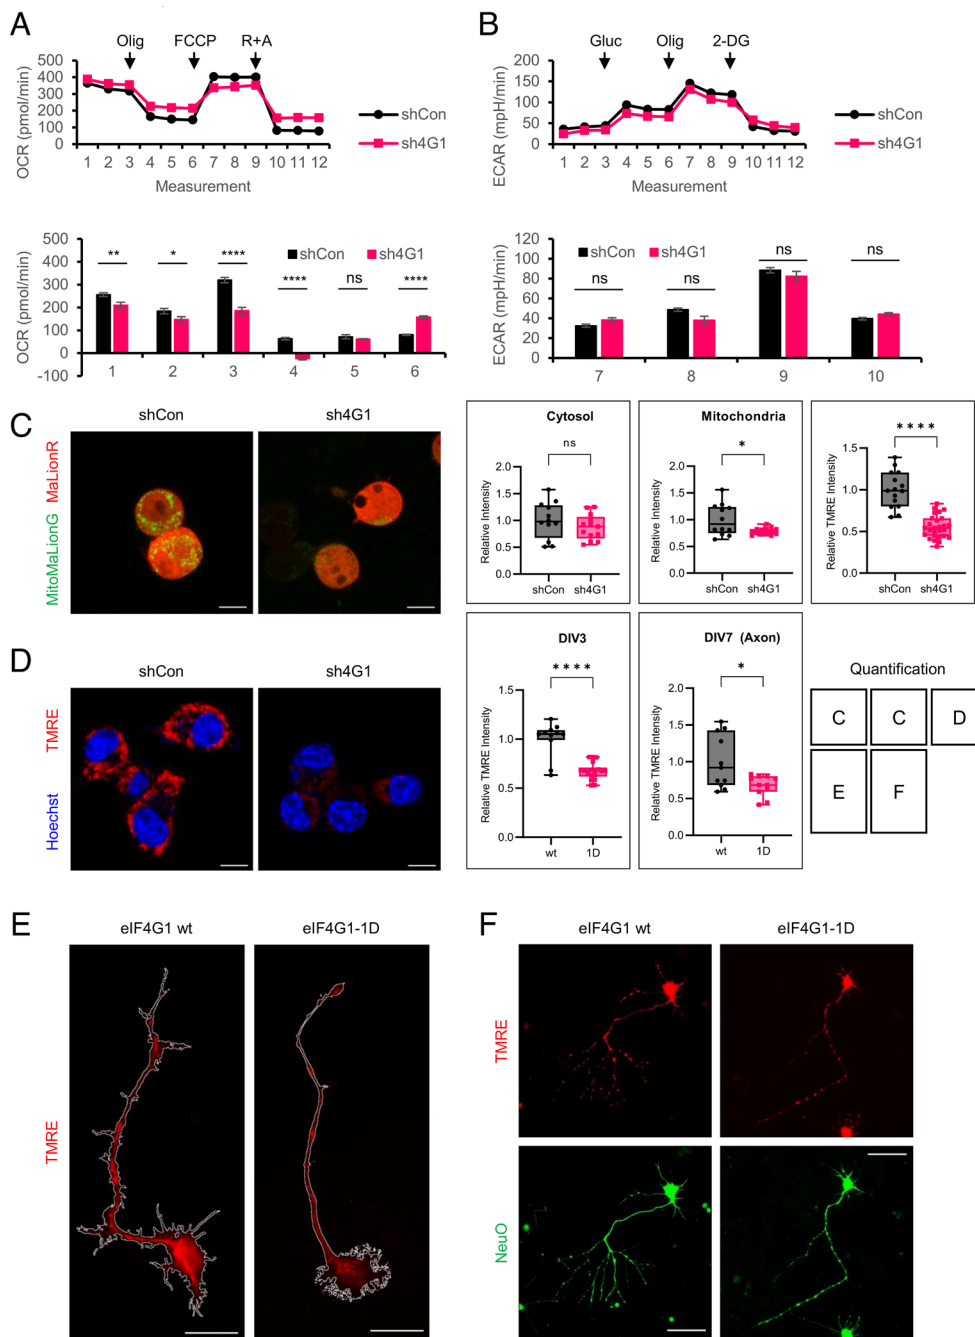 A
Olig
FCCP
R+A
OCR (pmol/min)
500
400
300
200
100
0
1 2 3 4 5 6 7 8 9 10 11 12
Measurement
shCon
sh4G1
B
Gluc
Olig
2-DG
ECAR (mpH/min)
200
150
100
50
0
1 2 3 4 5 6 7 8 9 10 11 12
Measurement
shCon
sh4G1
OCR (pmol/min)
500
400
300
200
100
0
-100
shCon sh4G1
** * **** **** ns ****
1 2 3 4 5 6
ECAR (mpH/min)
120
100
80
60
40
20
0
shCon sh4G1
ns ns ns ns
7 8 9 10
C
shCon
sh4G1
MitoMaLionG MaLionR
Cytosol
ns
Relative Intensity
2.0
1.5
1.0
0.5
0.0
shCon sh4G1
Mitochondria
*
Relative Intensity
2.0
1.5
1.0
0.5
0.0
shCon sh4G1
****
Relative TMRE Intensity
1.5
1.0
0.5
0.0
shCon sh4G1
D
shCon
sh4G1
Hoechst TMRE
DIV3
****
Relative TMRE Intensity
1.5
1.0
0.5
0.0
wt 1D
DIV7 (Axon)
*
Relative TMRE Intensity
2.0
1.5
1.0
0.5
0.0
wt 1D
Quantification
C C D
E F
E
eIF4G1 wt
eIF4G1-1D
TMRE
F
eIF4G1 wt
eIF4G1-1D
TMRE
NeuO